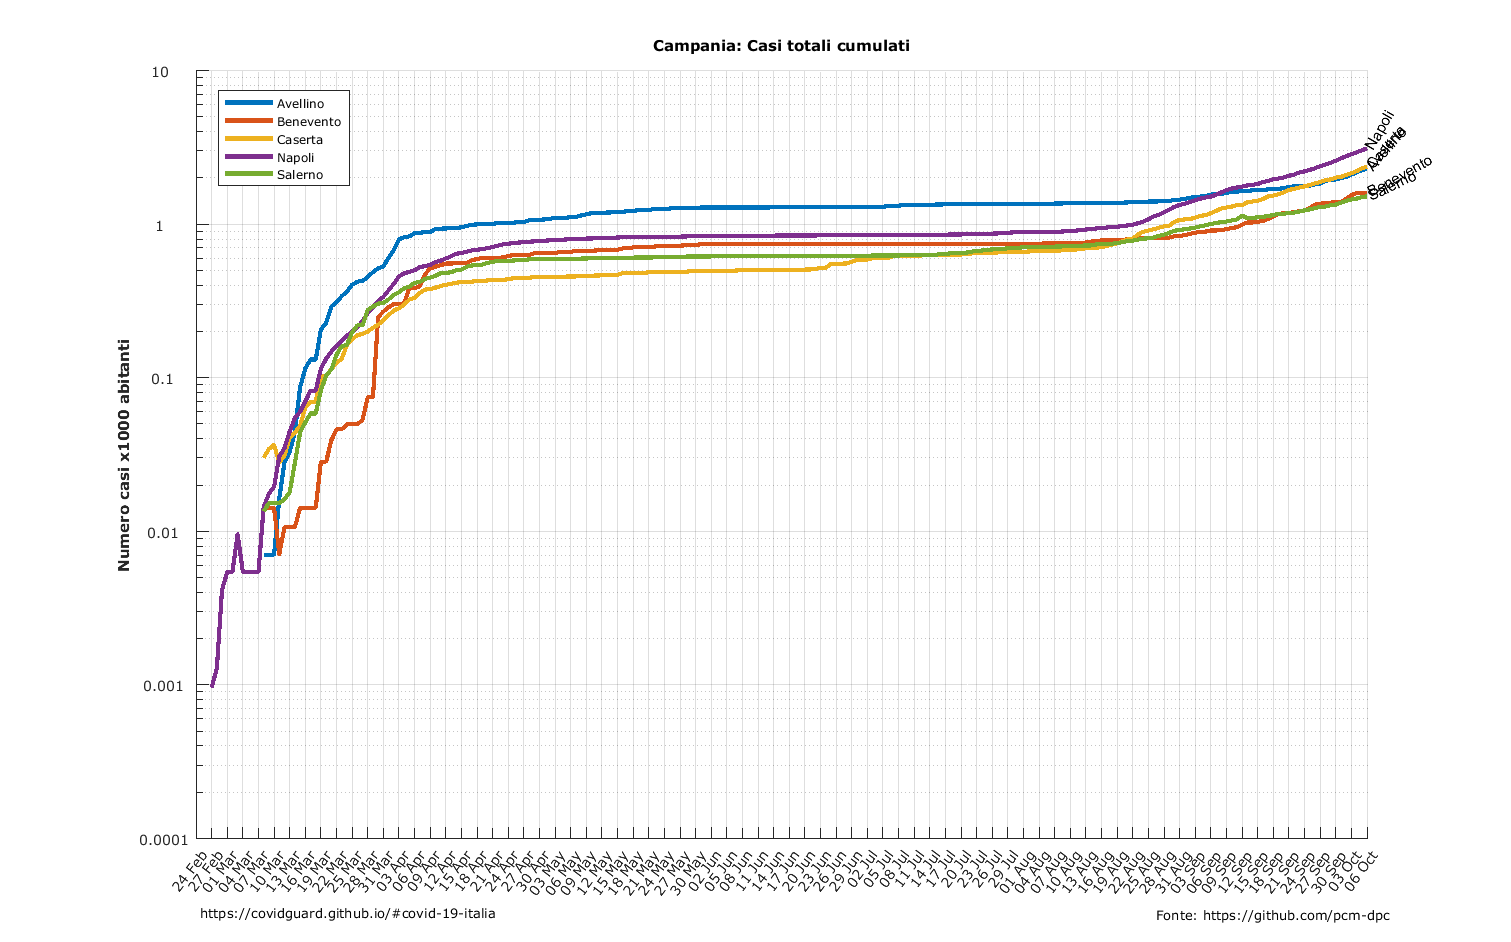 Campania: Casi totali cumulati
10
1
0.1
0.01
0.001
0.0001
Numero casi x1000 abitanti
Avellino
Benevento
Caserta
Napoli
Salerno
Napoli
Caserta
Avellino
Benevento
Salerno
24 Feb
27 Feb
01 Mar
04 Mar
07 Mar
10 Mar
13 Mar
16 Mar
19 Mar
22 Mar
25 Mar
28 Mar
31 Mar
03 Apr
06 Apr
09 Apr
12 Apr
15 Apr
18 Apr
21 Apr
24 Apr
27 Apr
30 Apr
03 May
06 May
09 May
12 May
15 May
18 May
21 May
24 May
27 May
30 May
02 Jun
05 Jun
08 Jun
11 Jun
14 Jun
17 Jun
20 Jun
23 Jun
26 Jun
29 Jun
02 Jul
05 Jul
08 Jul
11 Jul
14 Jul
17 Jul
20 Jul
23 Jul
26 Jul
29 Jul
01 Aug
04 Aug
07 Aug
10 Aug
13 Aug
16 Aug
19 Aug
22 Aug
25 Aug
28 Aug
31 Aug
03 Sep
06 Sep
09 Sep
12 Sep
15 Sep
18 Sep
21 Sep
24 Sep
27 Sep
30 Sep
03 Oct
06 Oct
https://covidguard.github.io/#covid-19-italia
Fonte: https://github.com/pcm-dpc